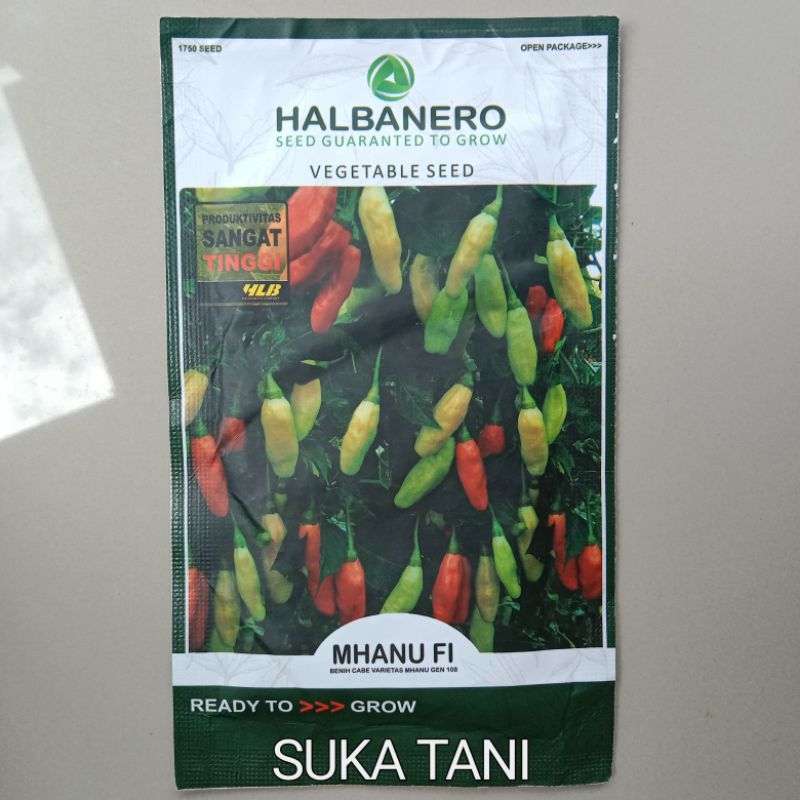 1750 SEED
OPEN PACKAGE>>>
HALBANERO
SEED GUARANTED TO GROW
VEGETABLE SEED
PRODUKTIVITAS
SANGAT
TINGGI
HLB
MHANU FI
BENIH CABE VARIETAS MHANU GEN 108
READY TO >>> GROW
SUKA TANI